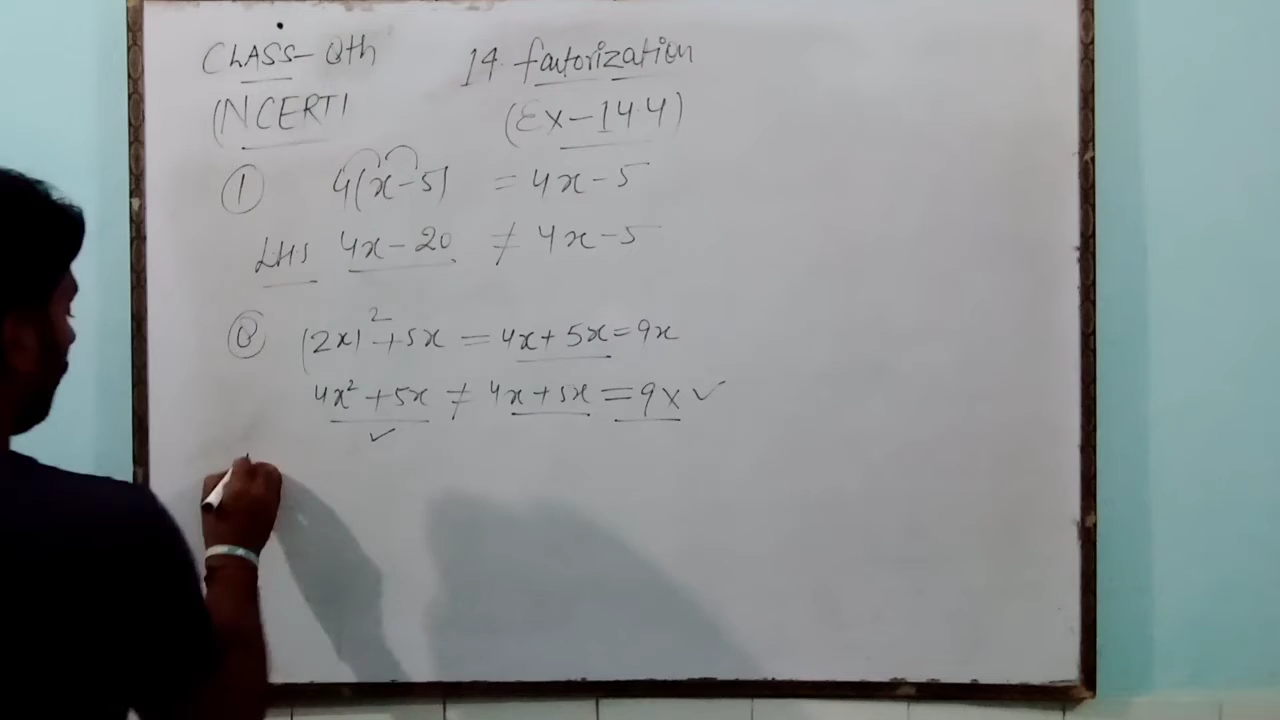 CLASS- 8th 14. factorization
(NCERT) (Ex-14.4)
① 4(x-5) = 4x-5
LHS 4x-20 ≠ 4x-5
⑧ (2x)²+5x = 4x+5x=9x
4x²+5x ≠ 4x+5x = 9x ✓
✓